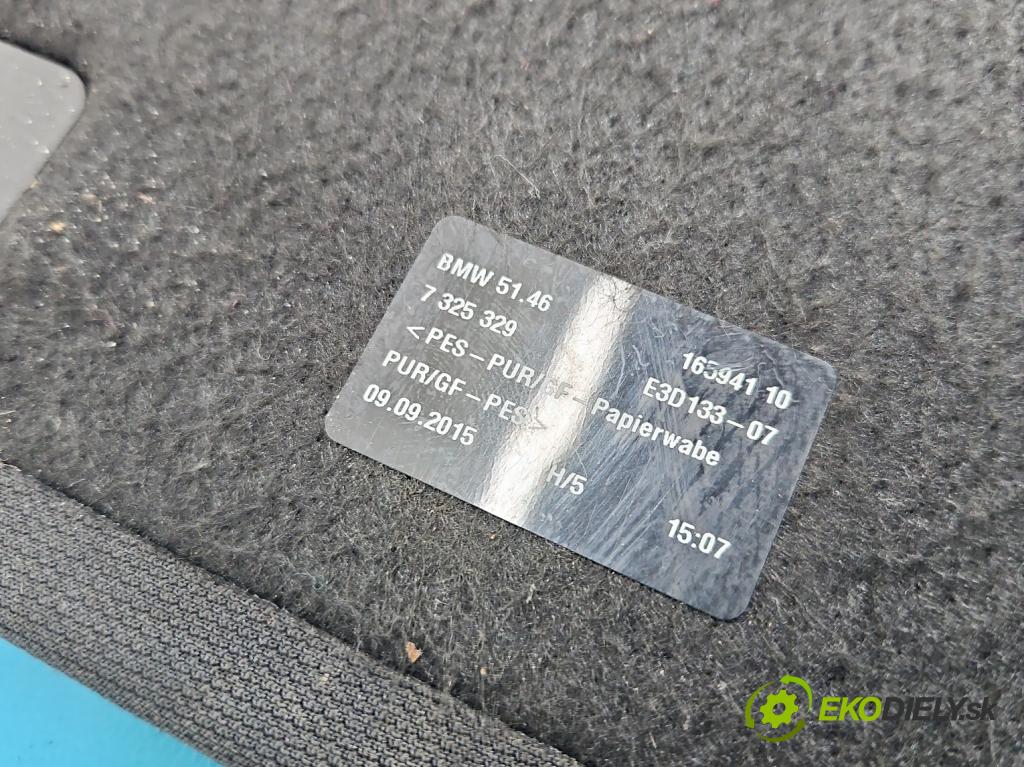 BMW 51.46
7 325 329
165941 10
<PES-PUR/GF-Papierwabe E3D133-07
PUR/GF-PES>
09.09.2015 H/5 15:07
EKODIELY.sk